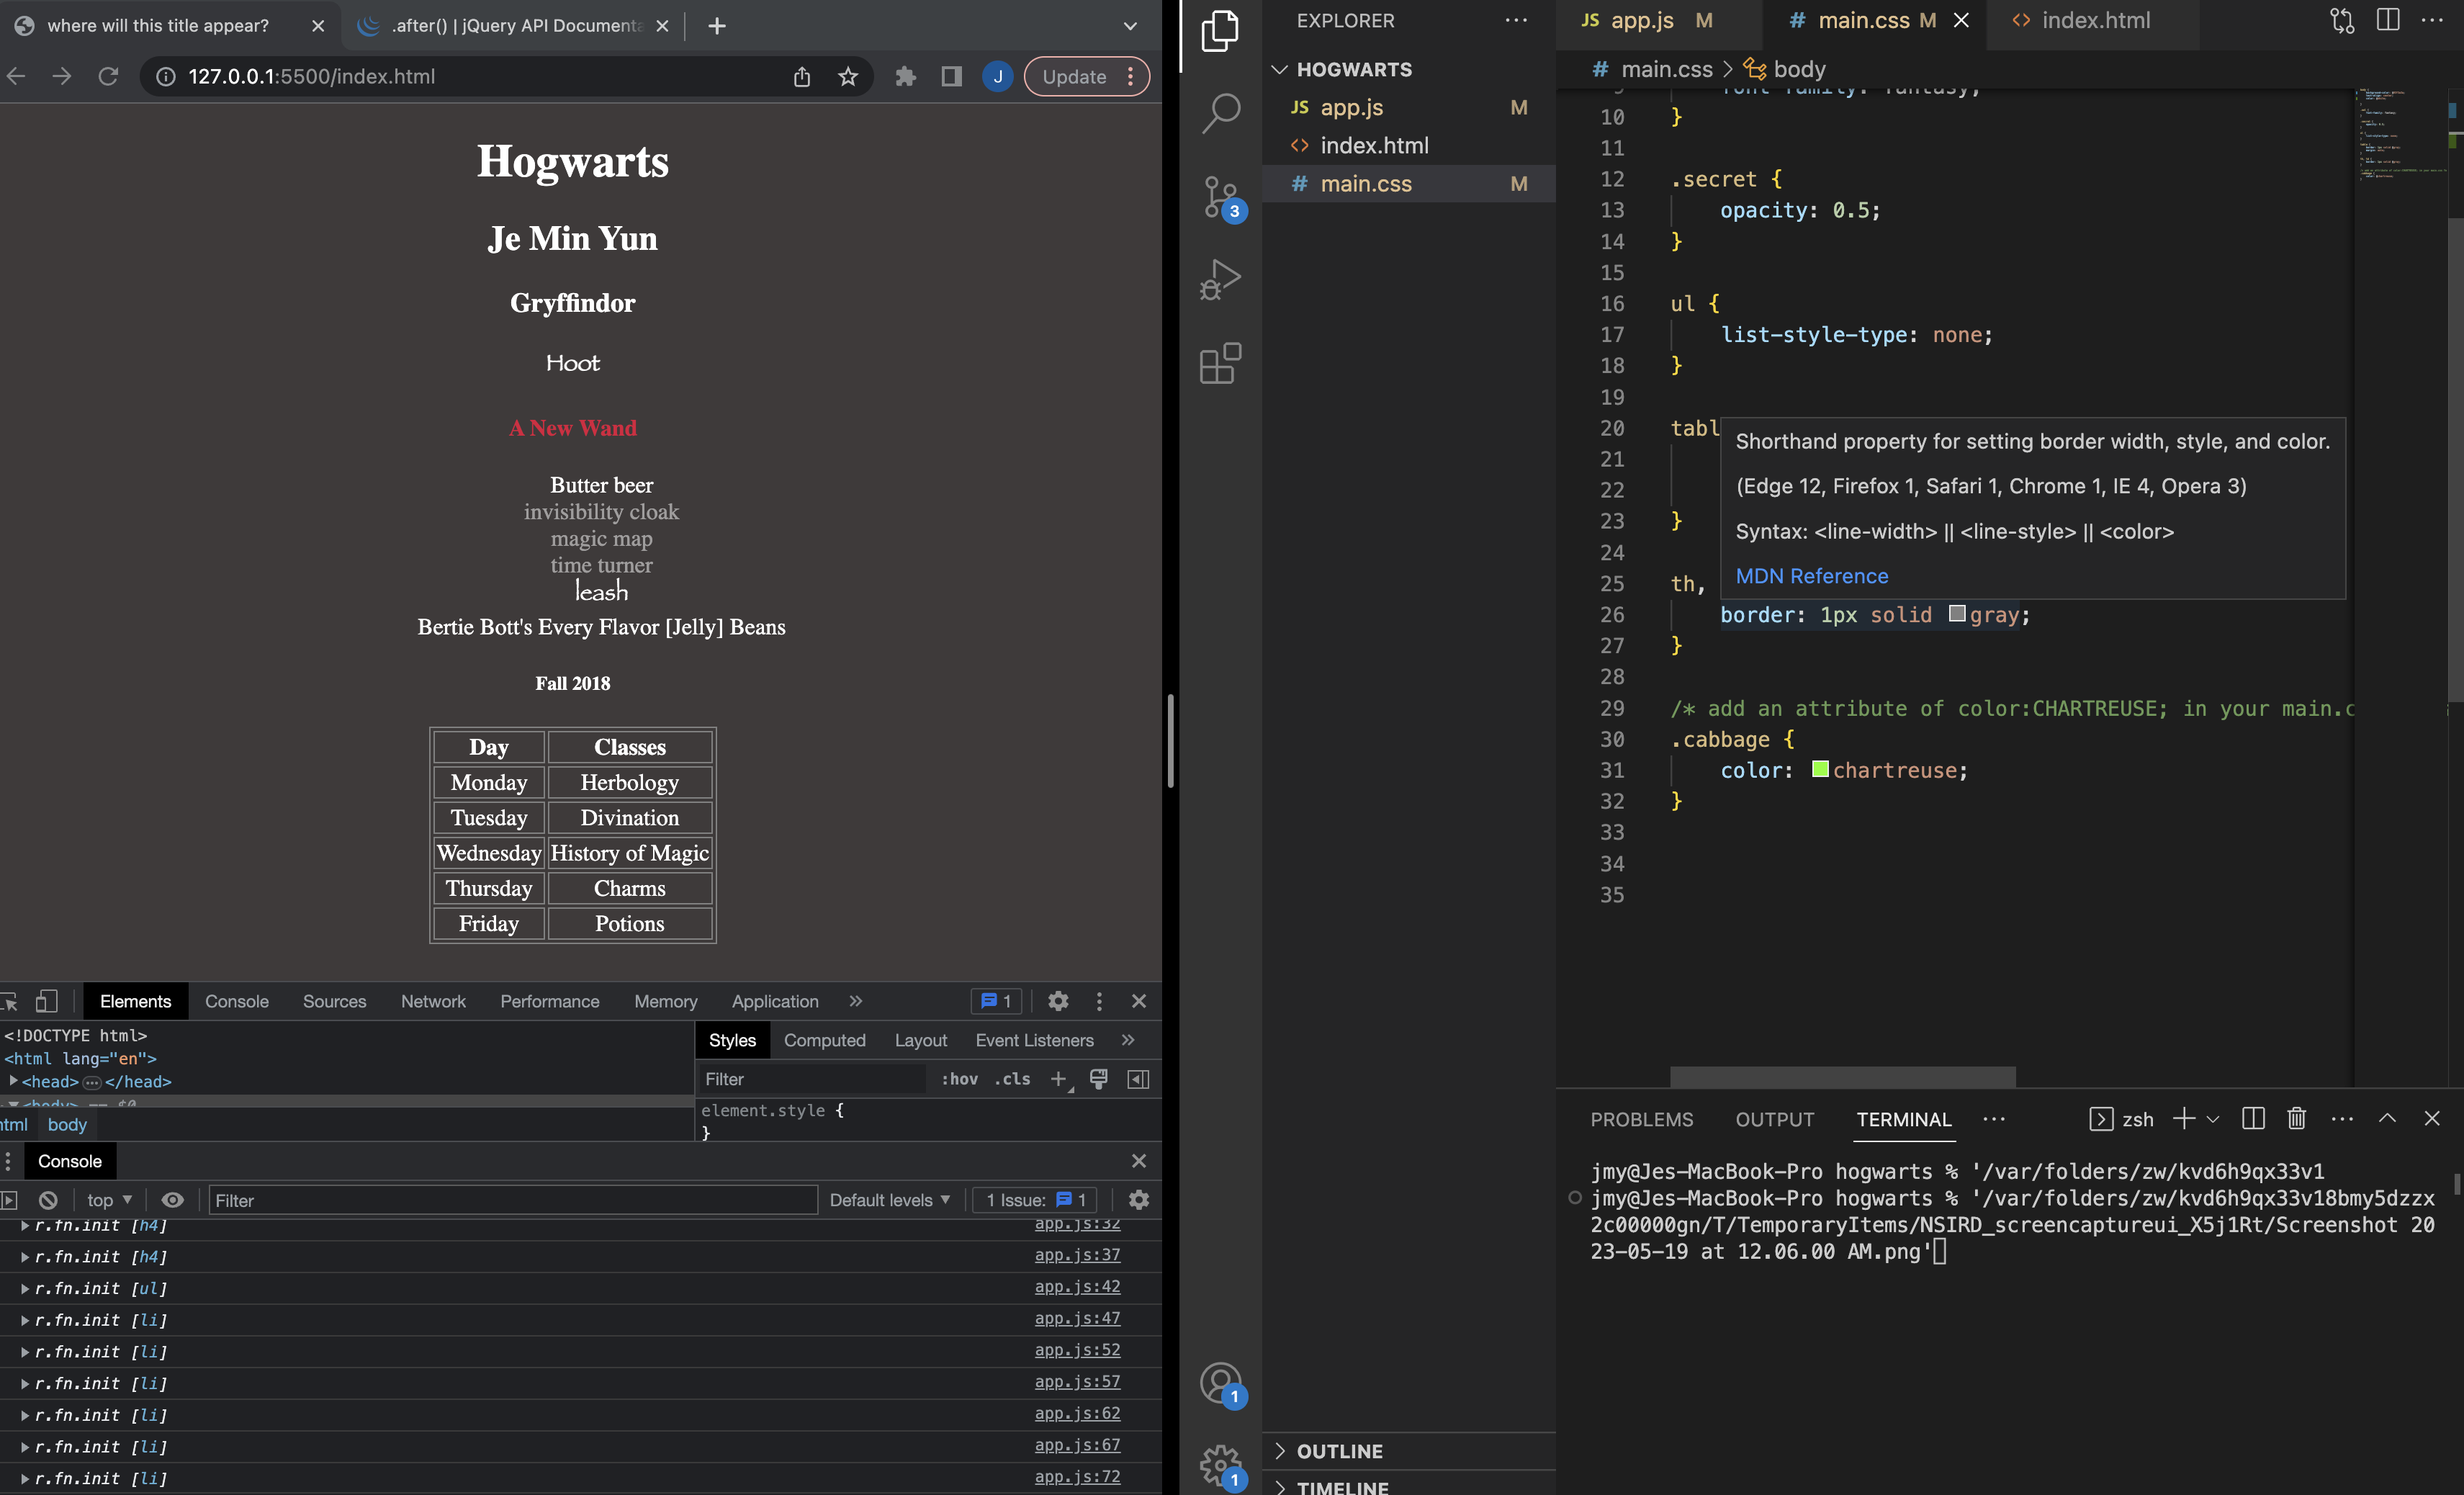 where will this title appear?
.after() | jQuery API Documenta
127.0.0.1:5500/index.html
J
Update
Hogwarts
Je Min Yun
Gryffindor
Hoot
A New Wand
Butter beer
invisibility cloak
magic map
time turner
leash
Bertie Bott's Every Flavor [Jelly] Beans
Fall 2018
Day Classes
Monday Herbology
Tuesday Divination
Wednesday History of Magic
Thursday Charms
Friday Potions
Elements Console Sources Network Performance Memory Application » 1
<!DOCTYPE html>
<html lang="en">
<head> ⋯ </head>
<body> == $0
tml body
Styles Computed Layout Event Listeners »
Filter :hov .cls +
element.style {
}
Console
top Filter Default levels 1 Issue: 1
r.fn.init [h4] app.js:32
r.fn.init [h4] app.js:37
r.fn.init [ul] app.js:42
r.fn.init [li] app.js:47
r.fn.init [li] app.js:52
r.fn.init [li] app.js:57
r.fn.init [li] app.js:62
r.fn.init [li] app.js:67
r.fn.init [li] app.js:72
3
1
1
EXPLORER
HOGWARTS
JS app.js M
<> index.html
# main.css M
OUTLINE
TIMELINE
JS app.js M # main.css M <> index.html
# main.css > body
9 font-family: fantasy;
10 }
11
12 .secret {
13 opacity: 0.5;
14 }
15
16 ul {
17 list-style-type: none;
18 }
19
20 tabl
21
22
23 }
24
25 th,
Shorthand property for setting border width, style, and color.
(Edge 12, Firefox 1, Safari 1, Chrome 1, IE 4, Opera 3)
Syntax: <line-width> || <line-style> || <color>
MDN Reference
26 border: 1px solid gray;
27 }
28
29 /* add an attribute of color:CHARTREUSE; in your main.c
30 .cabbage {
31 color: chartreuse;
32 }
33
34
35
PROBLEMS OUTPUT TERMINAL ⋯ zsh
jmy@Jes-MacBook-Pro hogwarts % '/var/folders/zw/kvd6h9qx33v1
jmy@Jes-MacBook-Pro hogwarts % '/var/folders/zw/kvd6h9qx33v18bmy5dzzx
2c00000gn/T/TemporaryItems/NSIRD_screencaptureui_X5j1Rt/Screenshot 20
23-05-19 at 12.06.00 AM.png'